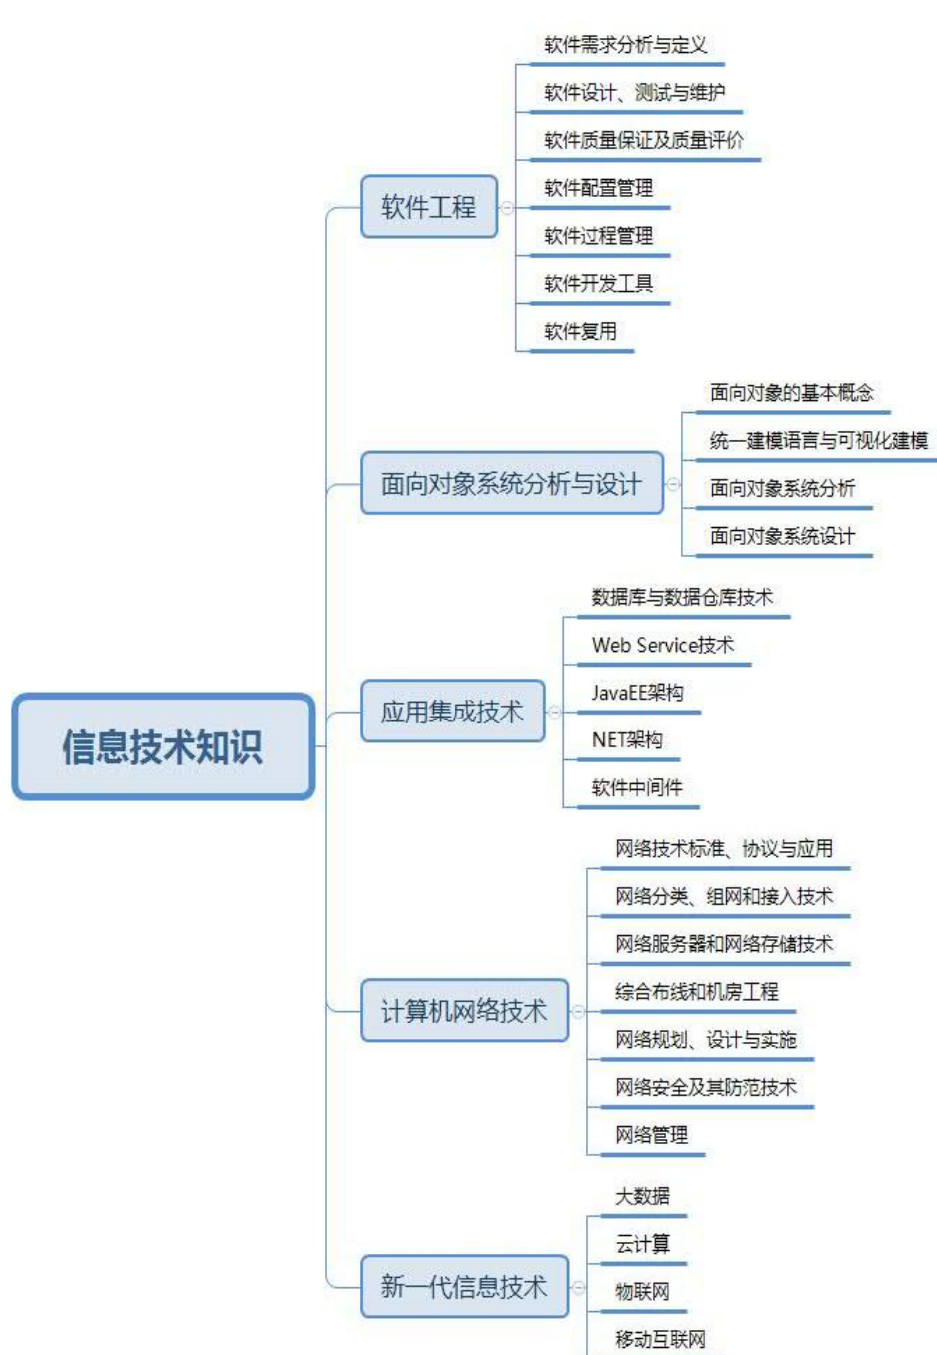 信息技术知识
软件工程
软件需求分析与定义
软件设计、测试与维护
软件质量保证及质量评价
软件配置管理
软件过程管理
软件开发工具
软件复用
面向对象系统分析与设计
面向对象的基本概念
统一建模语言与可视化建模
面向对象系统分析
面向对象系统设计
应用集成技术
数据库与数据仓库技术
Web Service技术
JavaEE架构
NET架构
软件中间件
计算机网络技术
网络技术标准、协议与应用
网络分类、组网和接入技术
网络服务器和网络存储技术
综合布线和机房工程
网络规划、设计与实施
网络安全及其防范技术
网络管理
新一代信息技术
大数据
云计算
物联网
移动互联网